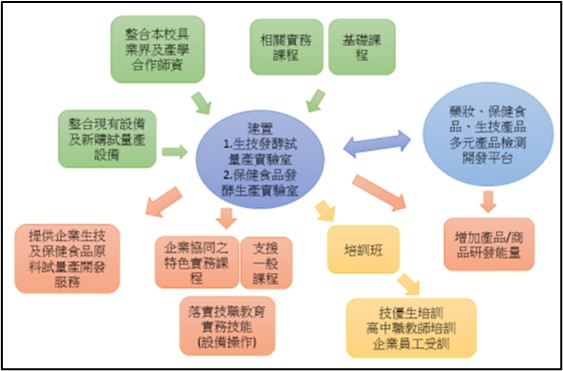 整合本校具
業界及產學
合作師資
相關實務
課程
基礎課
程
整合現有設備
及新購試量產
設備
建置
1.生技發酵試
量產實驗室
2.保健食品發
酵生產實驗室
藥妝、保健食
品、生技產品
多元產品檢測
開發平台
提供企業生技
及保健食品原
料試量產開發
服務
企業協同之
特色實務課
程
支援
一般
課程
落實技職教育
實務技能
(設備操作)
培訓班
技優生培訓
高中職教師培訓
企業員工受訓
增加產品/商
品研發能量